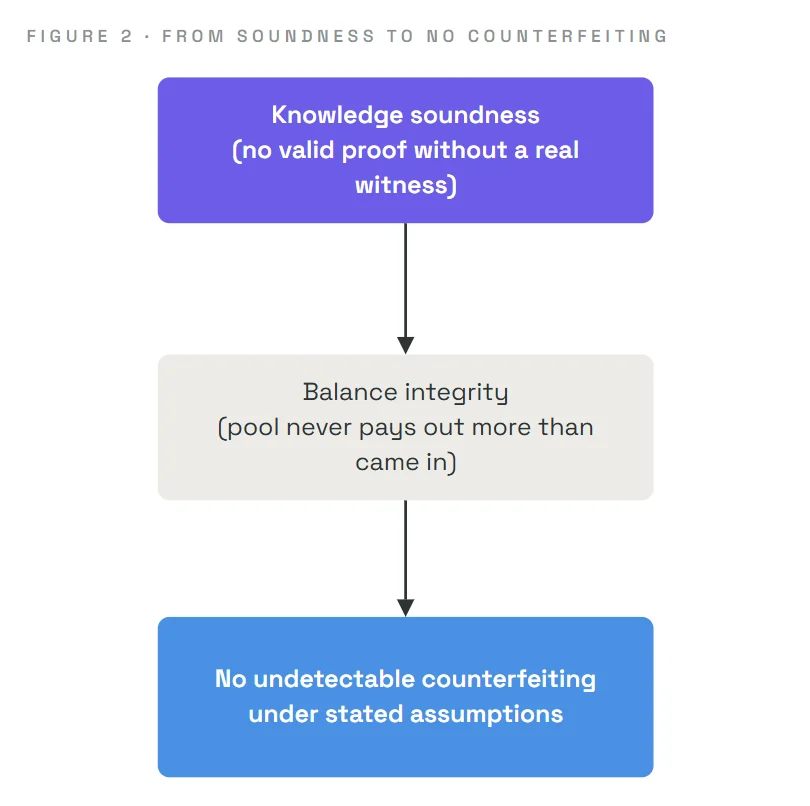 FIGURE 2 · FROM SOUNDNESS TO NO COUNTERFEITING
Knowledge soundness
(no valid proof without a real
witness)
Balance integrity
(pool never pays out more than
came in)
No undetectable counterfeiting
under stated assumptions